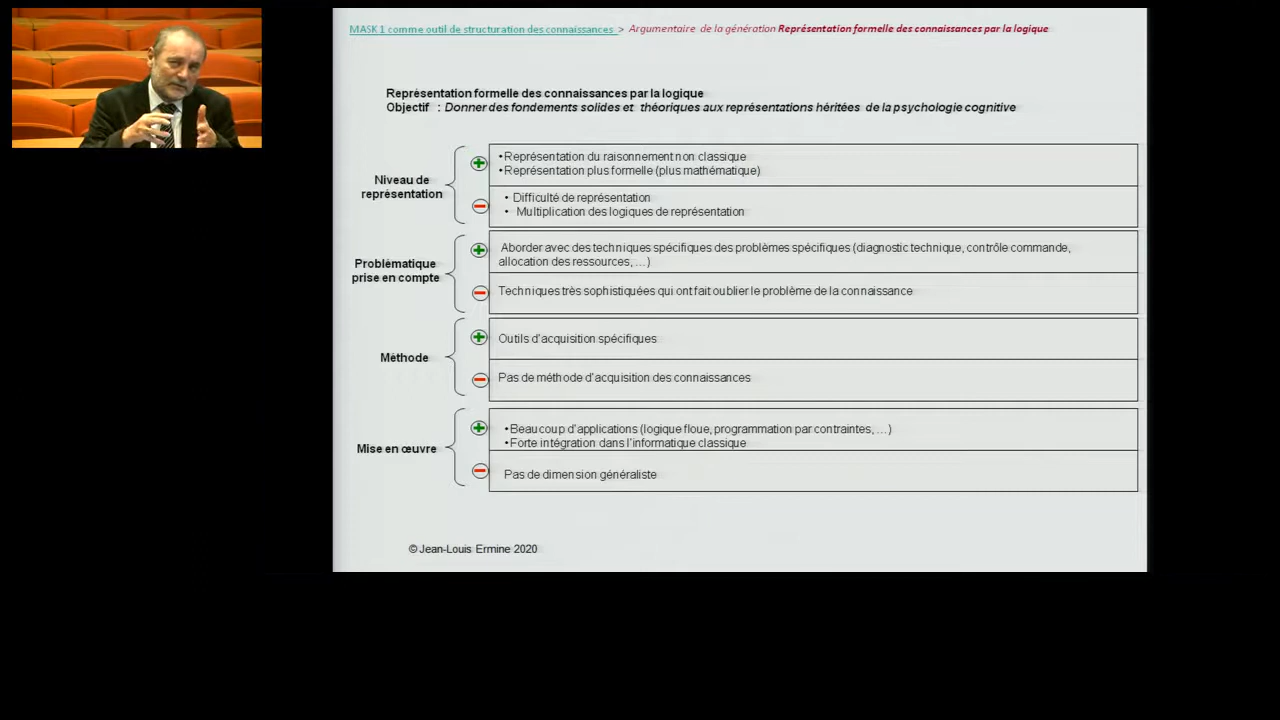 MASK 1 comme outil de structuration des connaissances > Argumentaire de la génération Représentation formelle des connaissances par la logique
Représentation formelle des connaissances par la logique
Objectif : Donner des fondements solides et théoriques aux représentations héritées de la psychologie cognitive
Niveau de
représentation
•Représentation du raisonnement non classique
•Représentation plus formelle (plus mathématique)
• Difficulté de représentation
• Multiplication des logiques de représentation
Problématique
prise en compte
Aborder avec des techniques spécifiques des problèmes spécifiques (diagnostic technique, contrôle commande,
allocation des ressources, …)
Techniques très sophistiquées qui ont fait oublier le problème de la connaissance
Méthode
Outils d'acquisition spécifiques
Pas de méthode d'acquisition des connaissances
Mise en œuvre
•Beaucoup d'applications (logique floue, programmation par contraintes, …)
•Forte intégration dans l'informatique classique
Pas de dimension généraliste
© Jean-Louis Ermine 2020